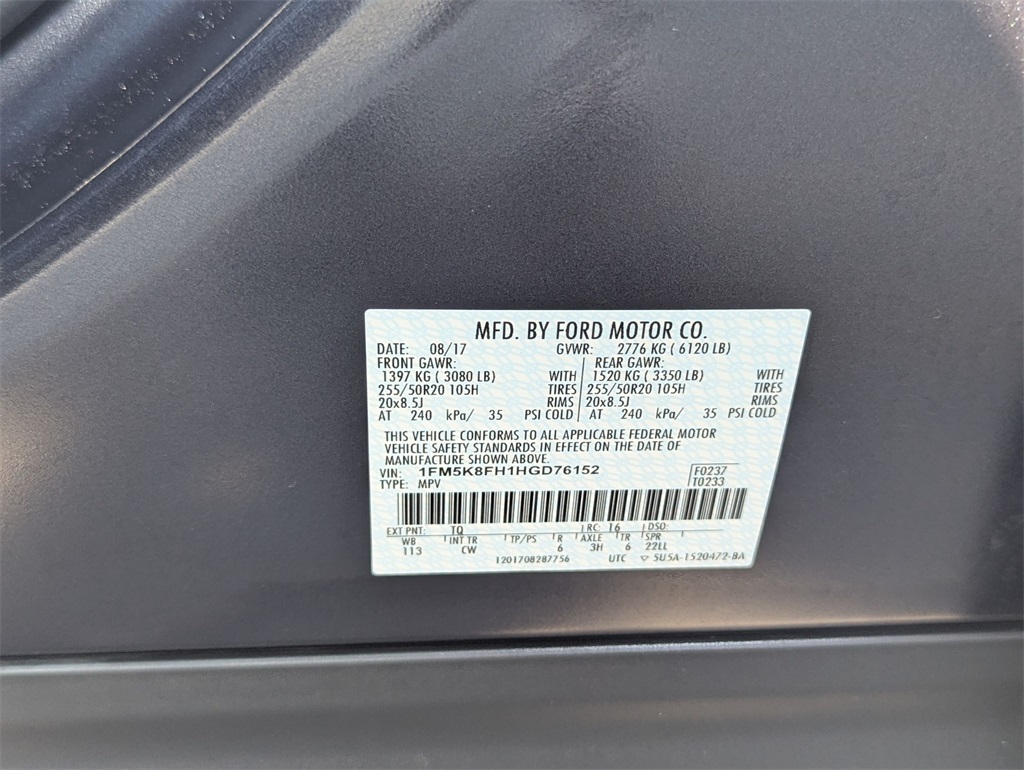 MFD. BY FORD MOTOR CO.
DATE: 08/17 GVWR: 2776 KG ( 6120 LB)
FRONT GAWR: REAR GAWR:
1397 KG ( 3080 LB) WITH 1520 KG ( 3350 LB) WITH
255/50R20 105H TIRES 255/50R20 105H TIRES
20x8.5J RIMS 20x8.5J RIMS
AT 240 kPa/ 35 PSI COLD AT 240 kPa/ 35 PSI COLD
THIS VEHICLE CONFORMS TO ALL APPLICABLE FEDERAL MOTOR
VEHICLE SAFETY STANDARDS IN EFFECT ON THE DATE OF
MANUFACTURE SHOWN ABOVE.
VIN: 1FM5K8FH1HGD76152 F0237
TYPE: MPV T0233
EXT PNT: TQ RC: 16 DSO:
WB INT TR TP/PS R AXLE TR SPR
113 CW 6 3H 6 22LL
1201708287756 UTC ▽ 5U5A-1520472-BA